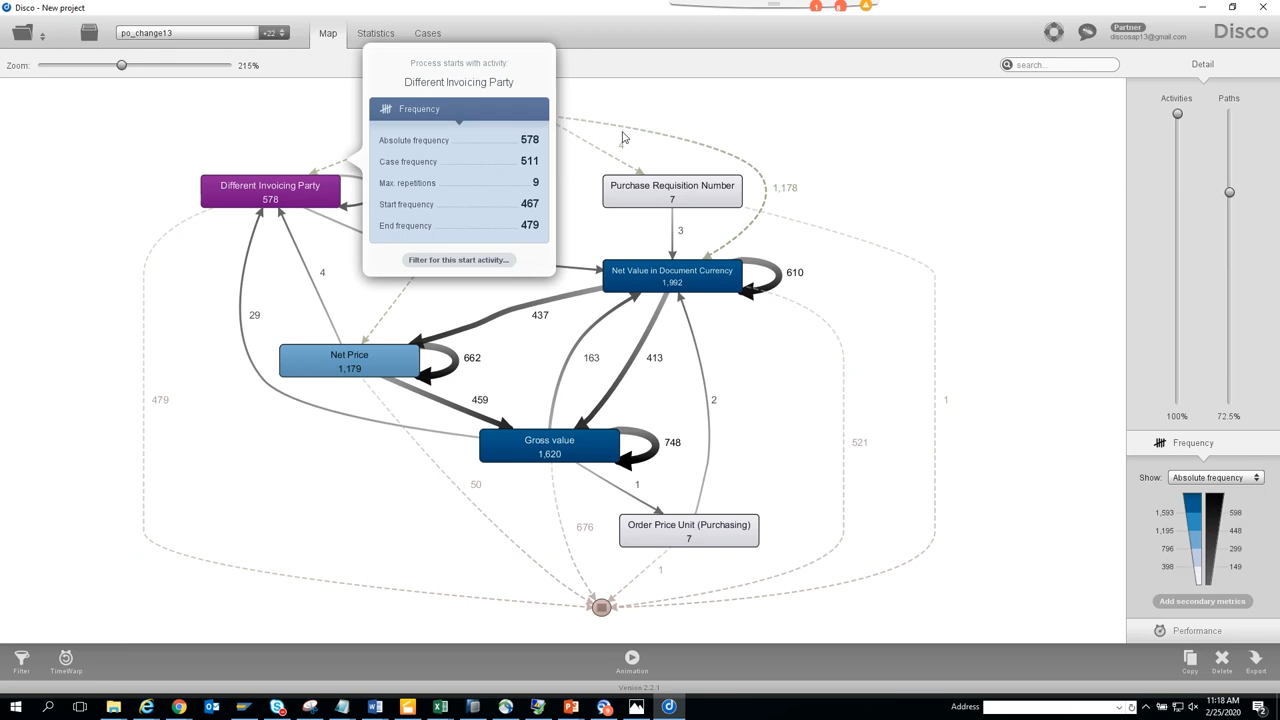 Disco - New project
po_change13
+22
Map
Statistics
Cases
Partner
discosap13@gmail.com
Disco
Zoom:
215%
search...
Detail
Process starts with activity:
Different Invoicing Party
Frequency
Absolute frequency 578
Case frequency 511
Max. repetitions 9
Start frequency 467
End frequency 479
Filter for this start activity...
Activities
Paths
Different Invoicing Party
578
Purchase Requisition Number
7
1,178
3
Net Value in Document Currency
1,992
610
4
29
437
Net Price
1,179
662
163
413
459
2
479
1
Gross value
1,620
748
521
100%
72.5%
Frequency
50
1
Show:
Absolute frequency
676
Order Price Unit (Purchasing)
7
1,593
598
1,195
448
796
299
398
149
1
Add secondary metrics
Performance
Filter
TimeWarp
Animation
Copy
Delete
Export
Version 2.2.1
Address
11:18 AM
2/25/2020